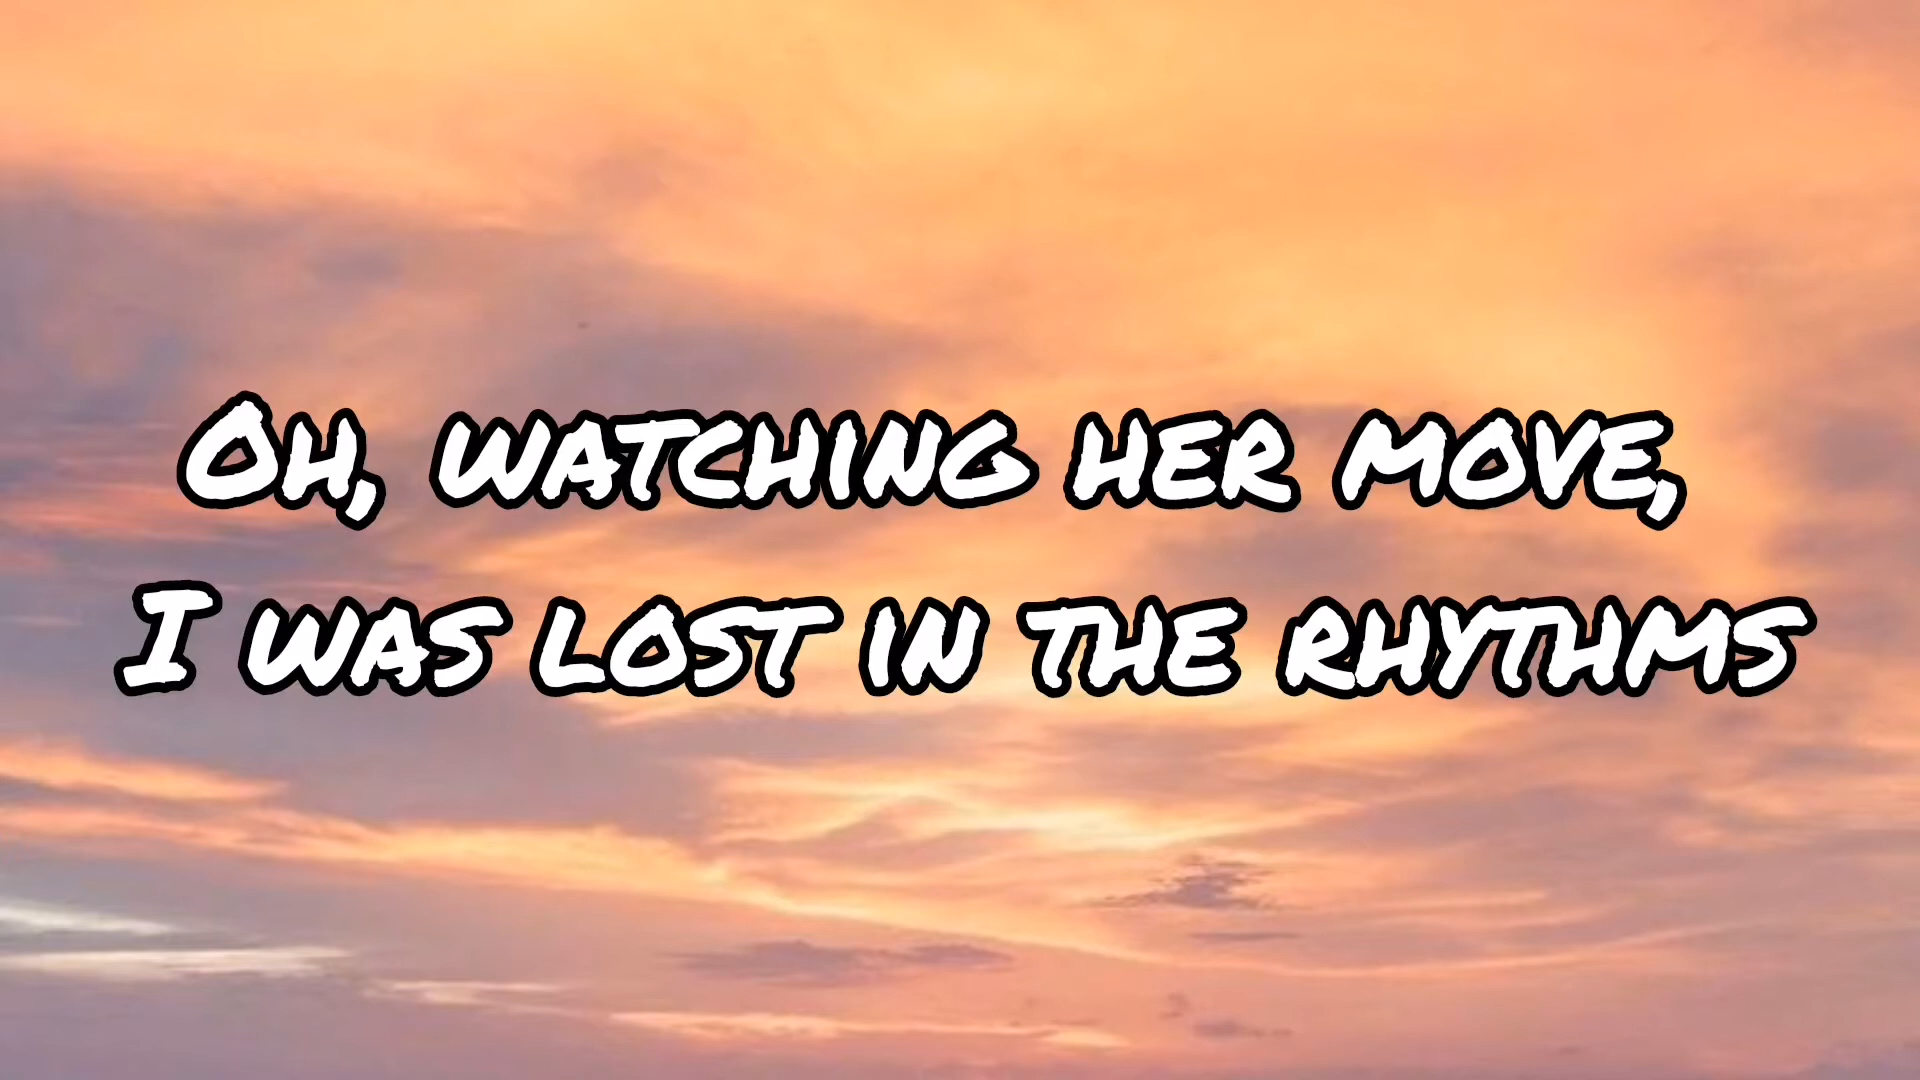 Oh, watching her move,
I was lost in the rhythms